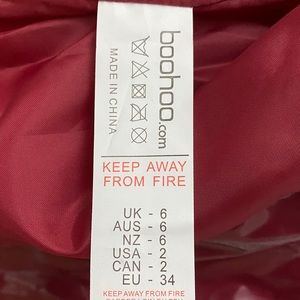 boohoo.com
MADE IN CHINA
KEEP AWAY
FROM FIRE
UK - 6
AUS - 6
NZ - 6
USA - 2
CAN - 2
EU - 34
KEEP AWAY FROM FIRE